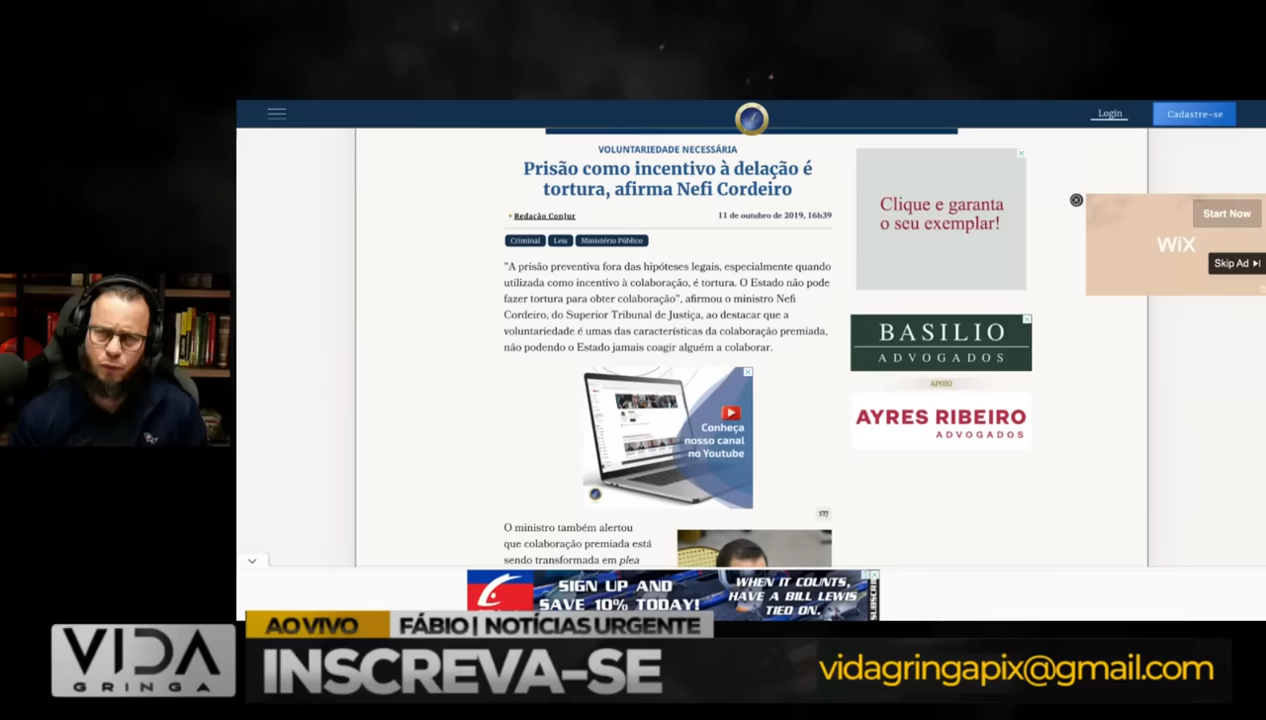 Login
Cadastre-se
VOLUNTARIEDADE NECESSÁRIA
Prisão como incentivo à delação é
tortura, afirma Nefi Cordeiro
Redação ConJur
11 de outubro de 2019, 16h39
Criminal
Leis
Ministério Público
"A prisão preventiva fora das hipóteses legais, especialmente quando
utilizada como incentivo à colaboração, é tortura. O Estado não pode
fazer tortura para obter colaboração", afirmou o ministro Nefi
Cordeiro, do Superior Tribunal de Justiça, ao destacar que a
voluntariedade é umas das características da colaboração premiada,
não podendo o Estado jamais coagir alguém a colaborar.
Clique e garanta
o seu exemplar!
Start Now
WiX
Skip Ad
BASILIO
ADVOGADOS
APOIO
AYRES RIBEIRO
ADVOGADOS
Conheça
nosso canal
no Youtube
STJ
O ministro também alertou
que colaboração premiada está
sendo transformada em plea
SIGN UP AND
SAVE 10% TODAY!
WHEN IT COUNTS,
HAVE A BILL LEWIS
TIED ON.
SUBSCRIBE
AO VIVO
FÁBIO | NOTÍCIAS URGENTE
VIDA
GRINGA
INSCREVA-SE
vidagringapix@gmail.com